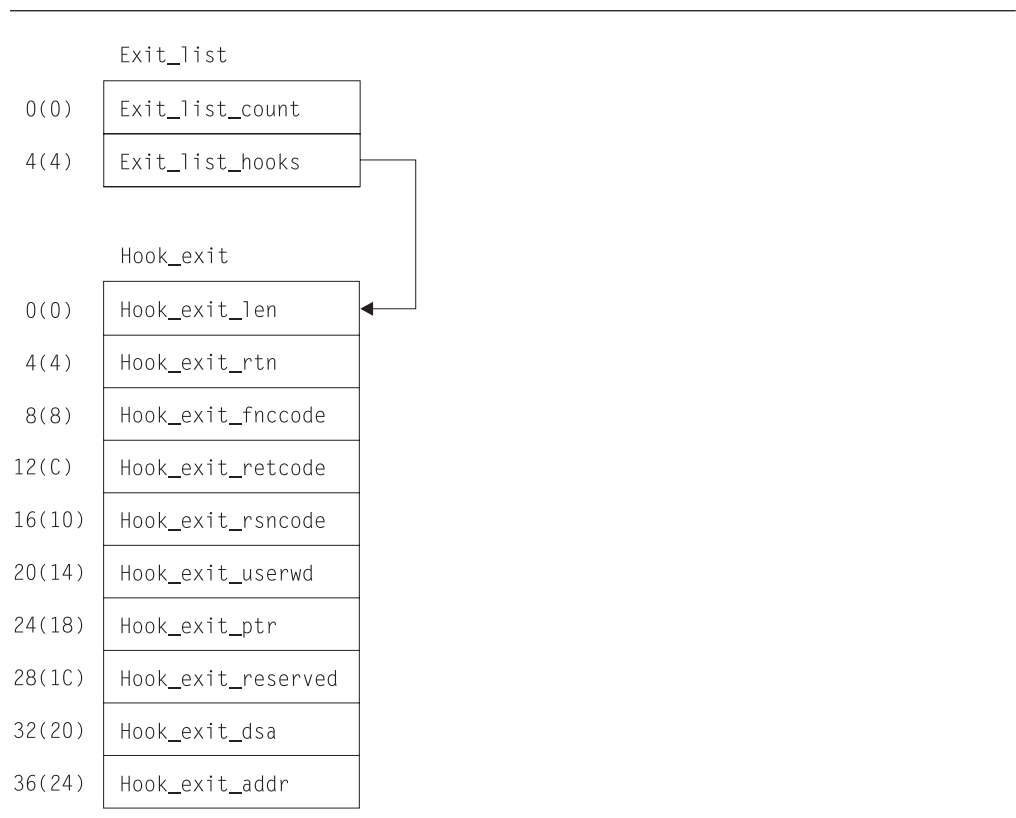 Exit_list
0(0) Exit_list_count
4(4) Exit_list_hooks
Hook_exit
0(0) Hook_exit_len
4(4) Hook_exit_rtn
8(8) Hook_exit_fnccode
12(C) Hook_exit_retcode
16(10) Hook_exit_rsncode
20(14) Hook_exit_userwd
24(18) Hook_exit_ptr
28(1C) Hook_exit_reserved
32(20) Hook_exit_dsa
36(24) Hook_exit_addr